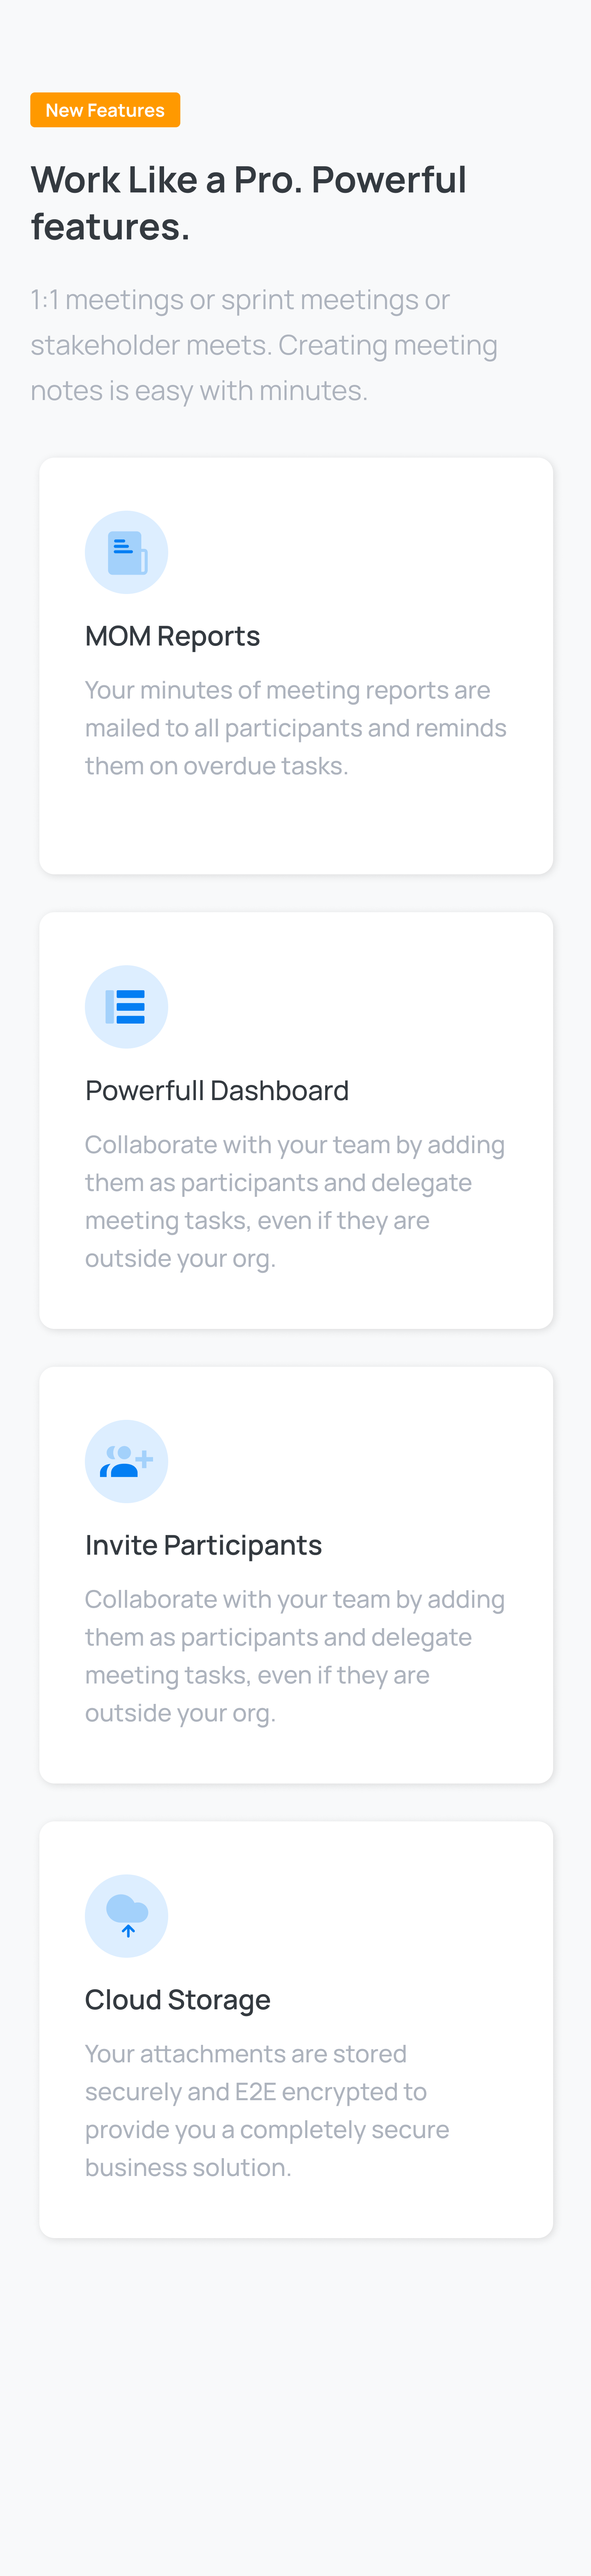 New Features
Work Like a Pro. Powerful
features.
1:1 meetings or sprint meetings or
stakeholder meets. Creating meeting
notes is easy with minutes.
MOM Reports
Your minutes of meeting reports are
mailed to all participants and reminds
them on overdue tasks.
Powerfull Dashboard
Collaborate with your team by adding
them as participants and delegate
meeting tasks, even if they are
outside your org.
Invite Participants
Collaborate with your team by adding
them as participants and delegate
meeting tasks, even if they are
outside your org.
Cloud Storage
Your attachments are stored
securely and E2E encrypted to
provide you a completely secure
business solution.